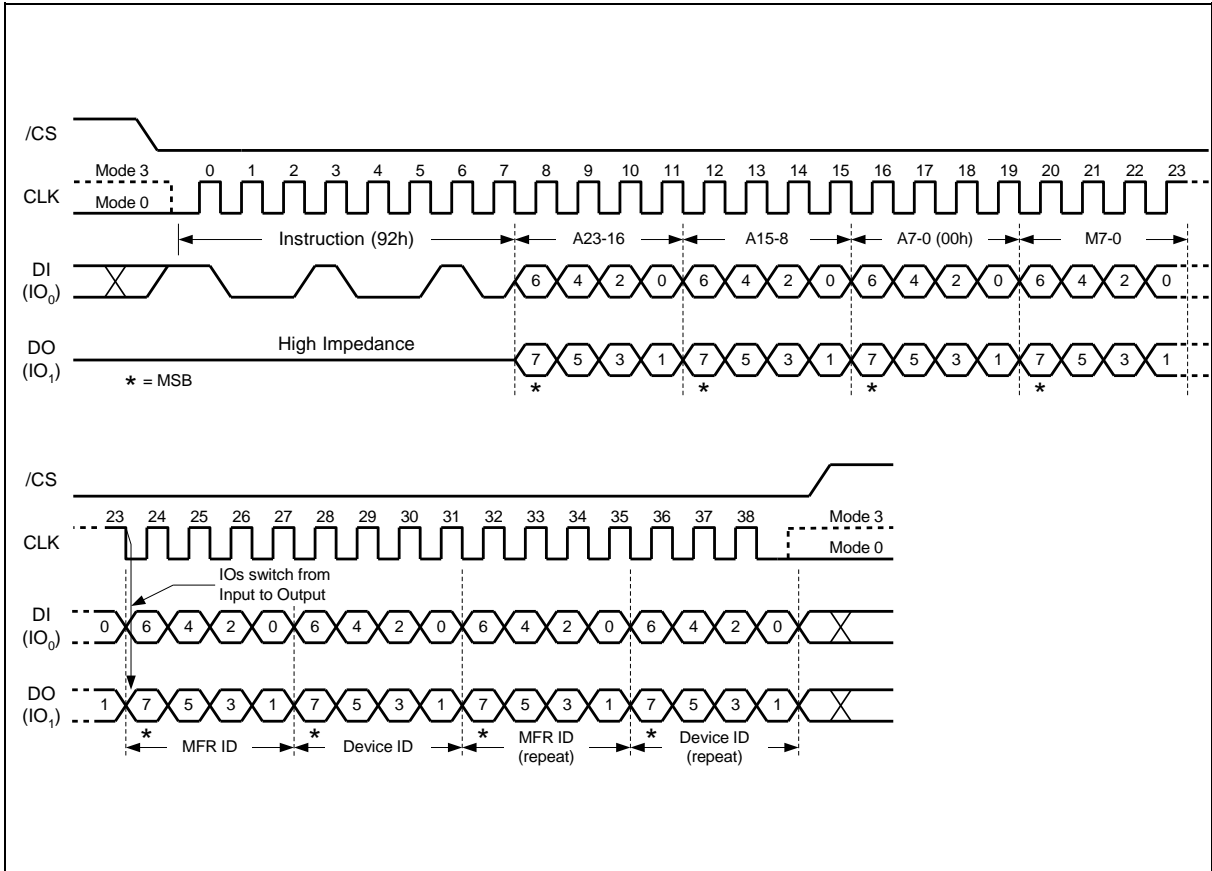 /CS
Mode 3 0 1 2 3 4 5 6 7 8 9 10 11 12 13 14 15 16 17 18 19 20 21 22 23
CLK
Mode 0
Instruction (92h) A23-16 A15-8 A7-0 (00h) M7-0
DI
(IO0)
6 4 2 0 6 4 2 0 6 4 2 0 6 4 2 0
High Impedance
DO
(IO1)
7 5 3 1 7 5 3 1 7 5 3 1 7 5 3 1
* = MSB * * * *
/CS
23 24 25 26 27 28 29 30 31 32 33 34 35 36 37 38 Mode 3
CLK
Mode 0
IOs switch from
Input to Output
DI
(IO0)
0 6 4 2 0 6 4 2 0 6 4 2 0 6 4 2 0
DO
(IO1)
1 7 5 3 1 7 5 3 1 7 5 3 1 7 5 3 1
* * * *
MFR ID Device ID MFR ID
(repeat)
Device ID
(repeat)